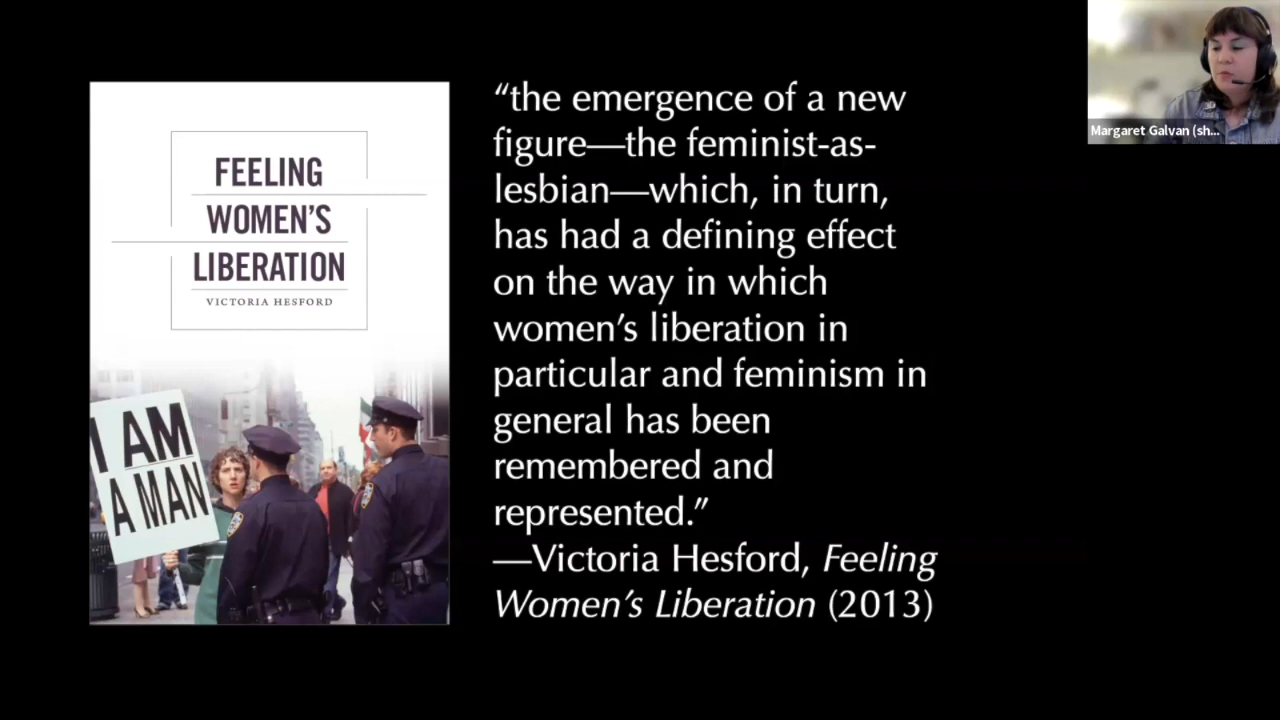 FEELING
WOMEN'S
LIBERATION
VICTORIA HESFORD
I AM
A MAN
“the emergence of a new
figure—the feminist-as-
lesbian—which, in turn,
has had a defining effect
on the way in which
women’s liberation in
particular and feminism in
general has been
remembered and
represented.”
—Victoria Hesford, Feeling
Women’s Liberation (2013)
Margaret Galvan (sh...